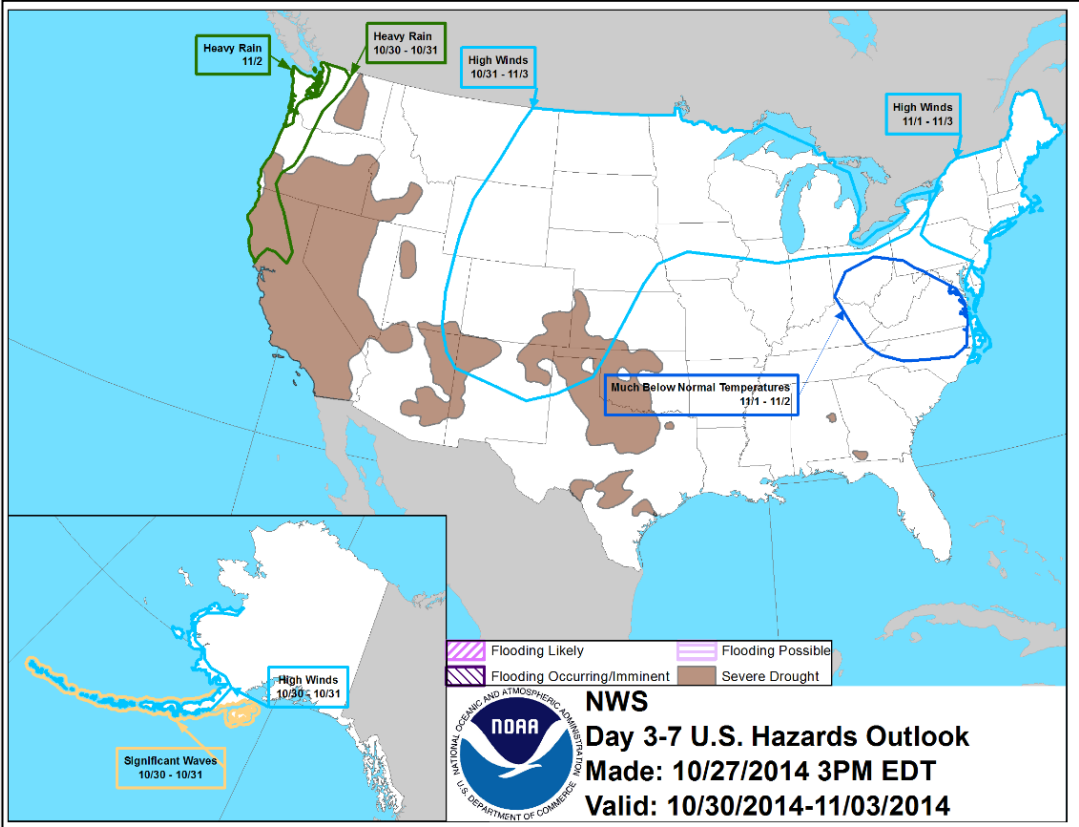 Heavy Rain
11/2
Heavy Rain
10/30 - 10/31
High Winds
10/31 - 11/3
High Winds
11/1 - 11/3
Much Below Normal Temperatures
11/1 - 11/2
High Winds
10/30 - 10/31
Significant Waves
10/30 - 10/31
Flooding Likely
Flooding Possible
Flooding Occurring/Imminent
Severe Drought
NATIONAL OCEANIC AND ATMOSPHERIC ADMINISTRATION
NOAA
U.S. DEPARTMENT OF COMMERCE
NWS
Day 3-7 U.S. Hazards Outlook
Made: 10/27/2014 3PM EDT
Valid: 10/30/2014-11/03/2014